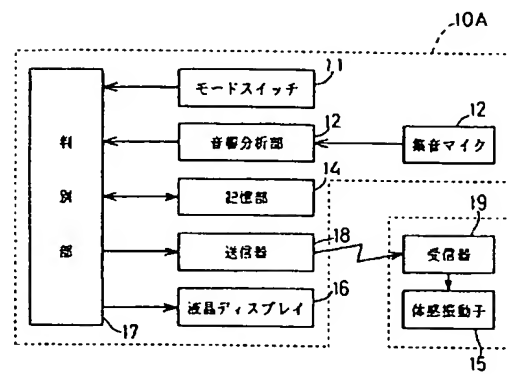 10A
11
モードスイッチ
12
音響分析部
12
集音マイク
14
記憶部
18
送信器
19
受信器
16
液晶ディスプレイ
体感振動子
15
判別部
17